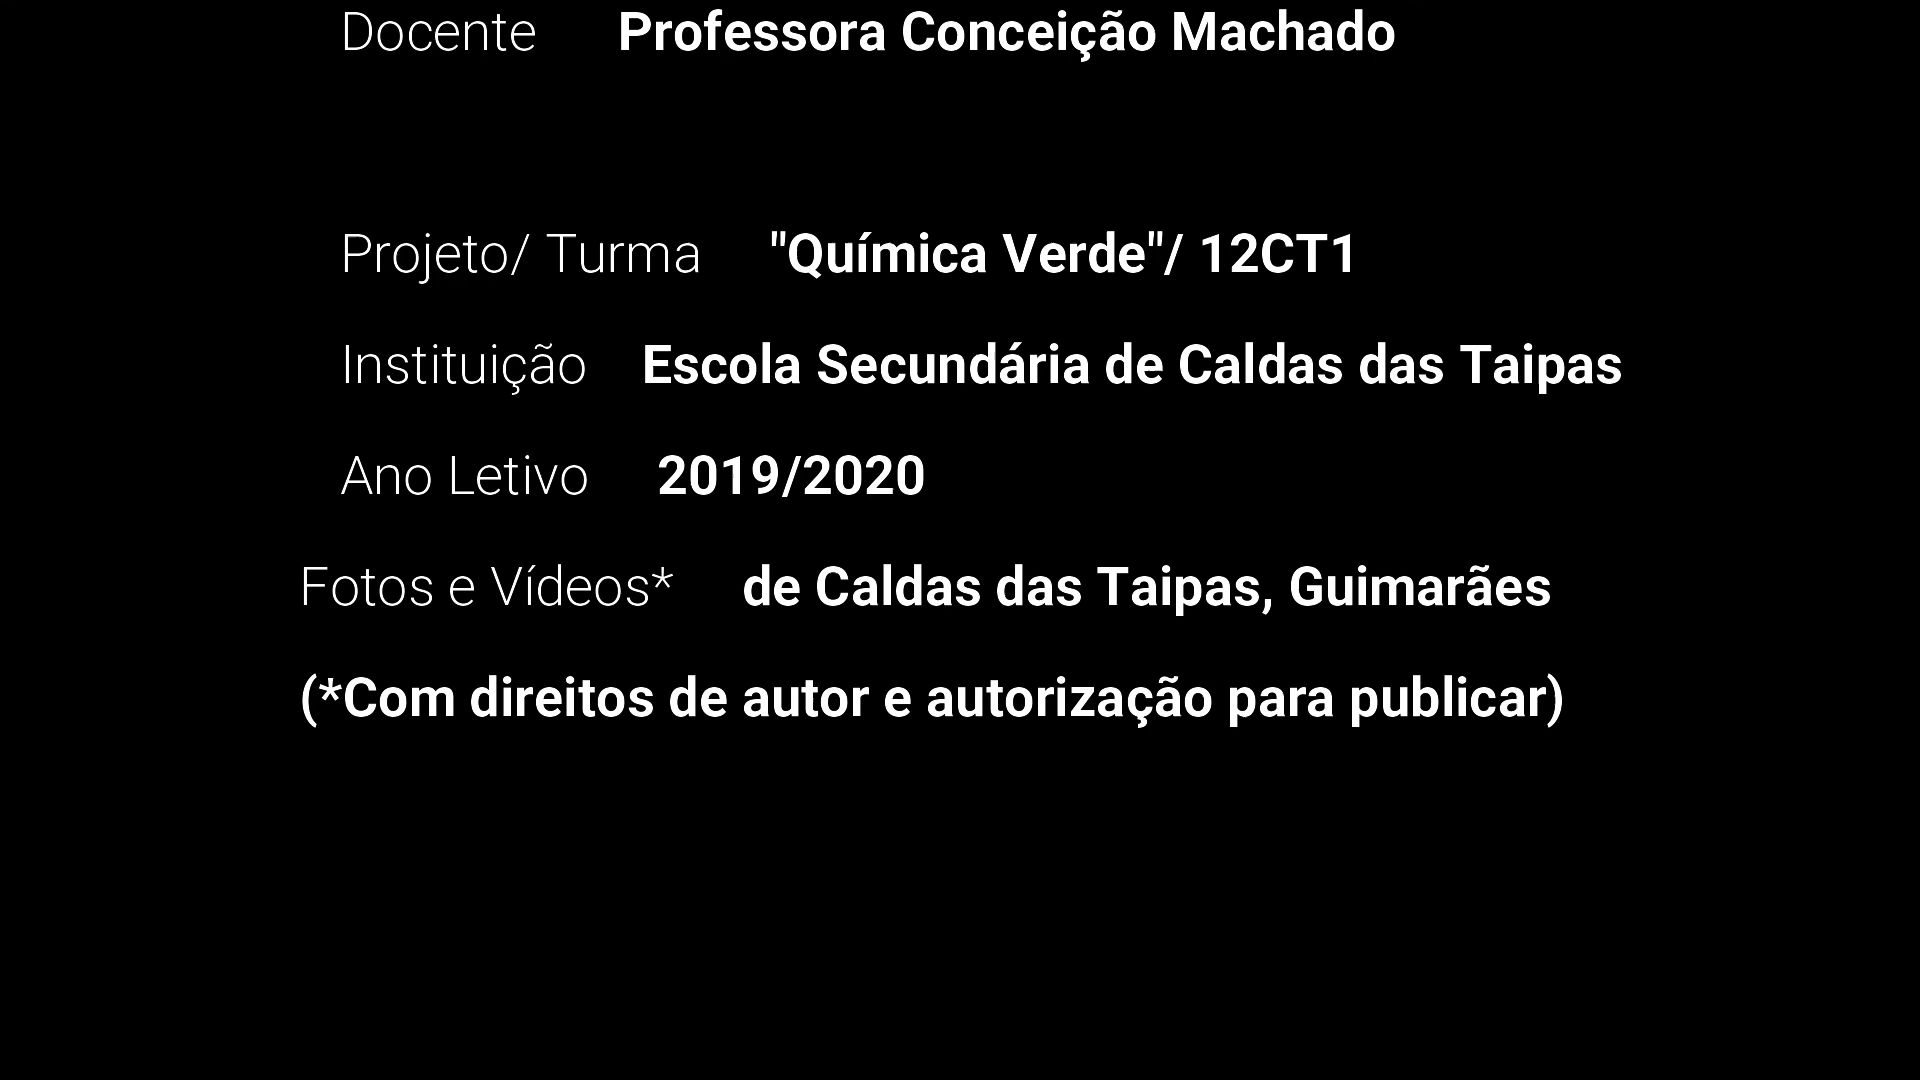 Docente Professora Conceição Machado
Projeto/ Turma "Química Verde"/ 12CT1
Instituição Escola Secundária de Caldas das Taipas
Ano Letivo 2019/2020
Fotos e Vídeos* de Caldas das Taipas, Guimarães
(*Com direitos de autor e autorização para publicar)